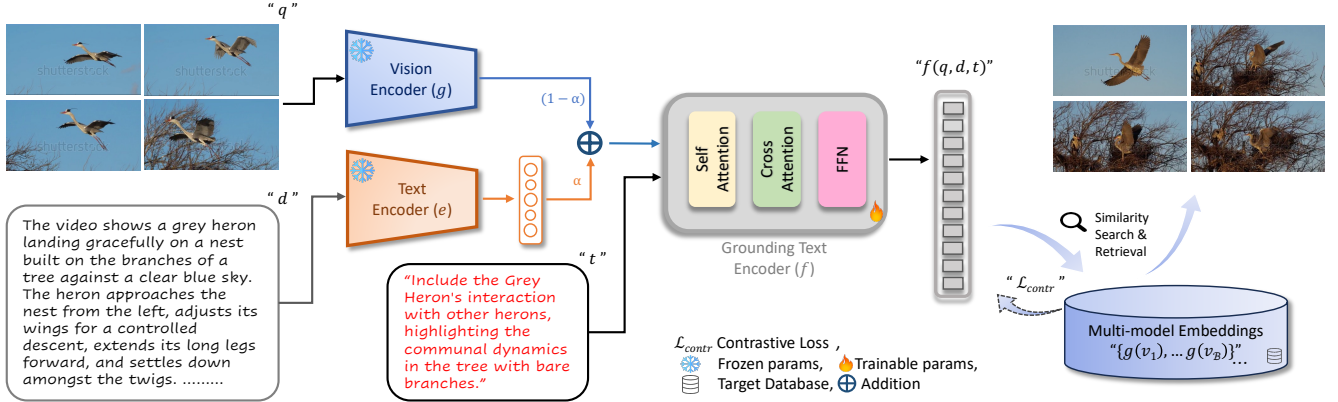 “ q ”
shutterstock
shutterstock
shutterstock
shutterstock
Vision
Encoder (g)
(1 − α)
“ d ”
Text
Encoder (e)
α
The video shows a grey heron
landing gracefully on a nest
built on the branches of a
tree against a clear blue sky.
The heron approaches the
nest from the left, adjusts its
wings for a controlled
descent, extends its long legs
forward, and settles down
amongst the twigs. .........
“ t ”
“Include the Grey
Heron's interaction
with other herons,
highlighting the
communal dynamics
in the tree with bare
branches.”
Self
Attention
Cross
Attention
FFN
Grounding Text
Encoder (f)
“f(q, d, t)”
Similarity
Search &
Retrieval
“ ℒcontr ”
Multi-model Embeddings
“{g(v₁), … g(v_B)}”
...
ℒcontr Contrastive Loss ,
Frozen params, Trainable params,
Target Database, Addition